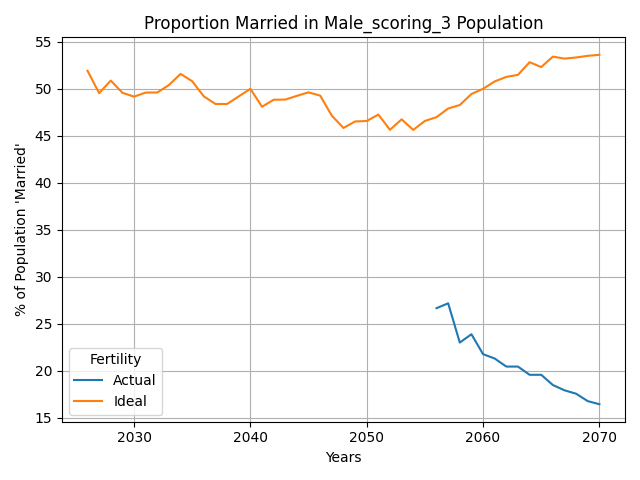 Proportion Married in Male_scoring_3 Population
% of Population 'Married'
55
50
45
40
35
30
25
20
15
Fertility
Actual
Ideal
2030 2040 2050 2060 2070
Years